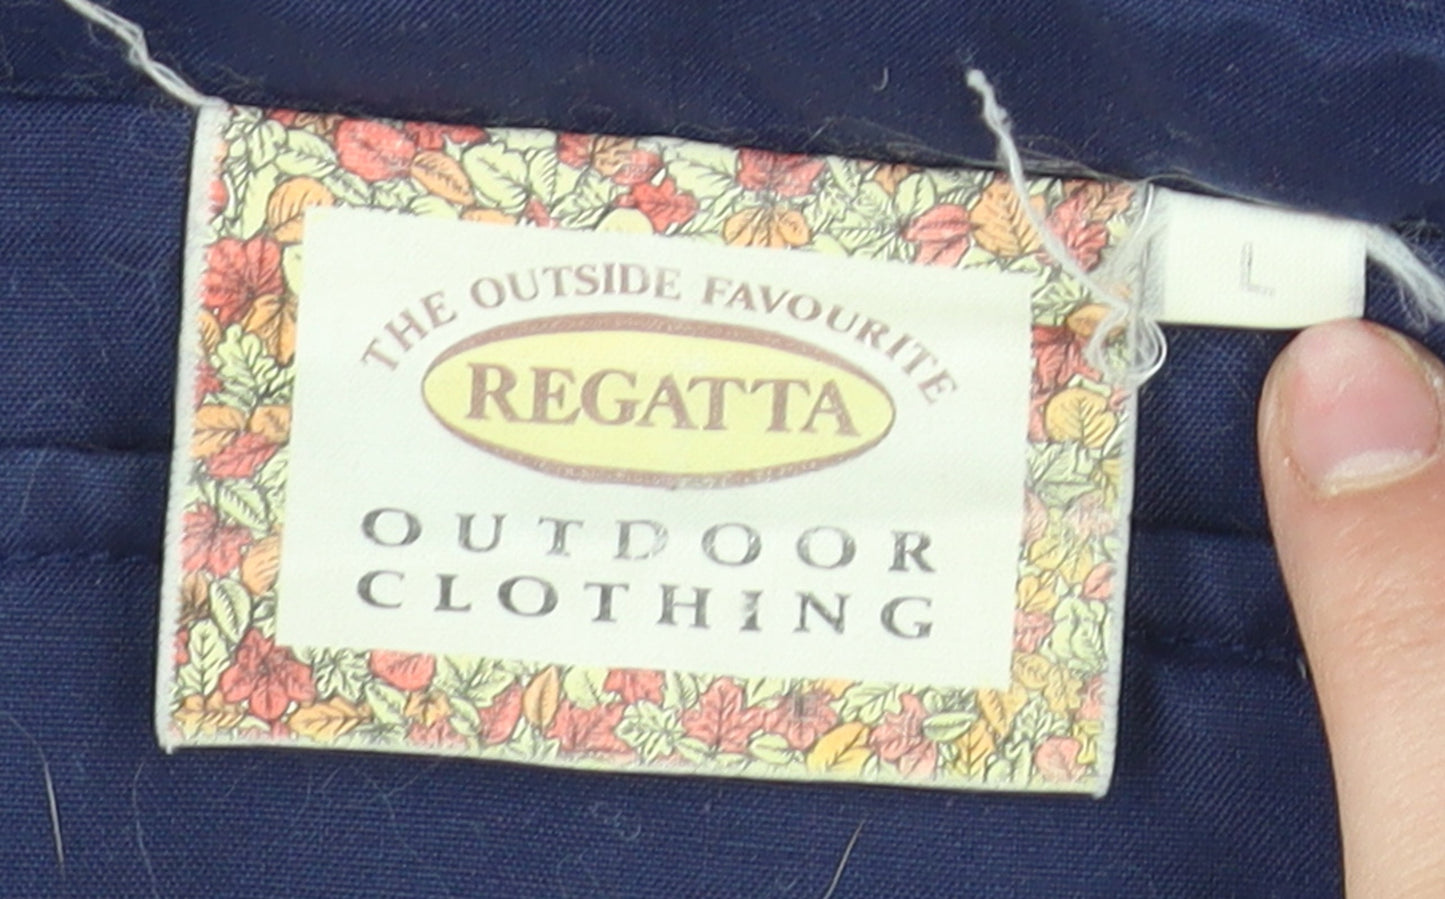 THE OUTSIDE FAVOURITE
REGATTA
OUTDOOR
CLOTHING
L